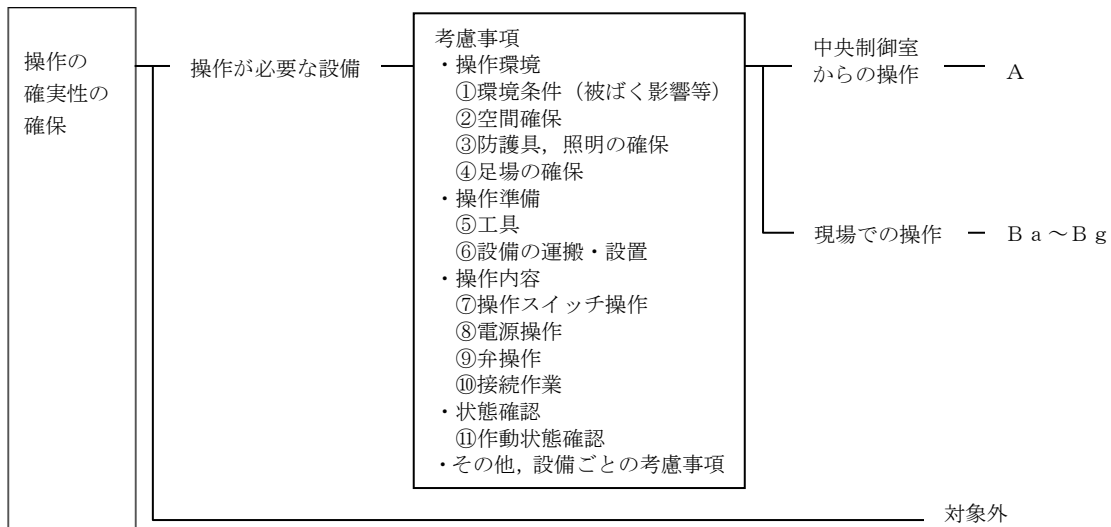 操作の
確実性の
確保
操作が必要な設備
考慮事項
・操作環境
①環境条件（被ばく影響等）
②空間確保
③防護具，照明の確保
④足場の確保
・操作準備
⑤工具
⑥設備の運搬・設置
・操作内容
⑦操作スイッチ操作
⑧電源操作
⑨弁操作
⑩接続作業
・状態確認
⑪作動状態確認
・その他，設備ごとの考慮事項
中央制御室
からの操作
Ａ
現場での操作
Ｂａ～Ｂｇ
対象外